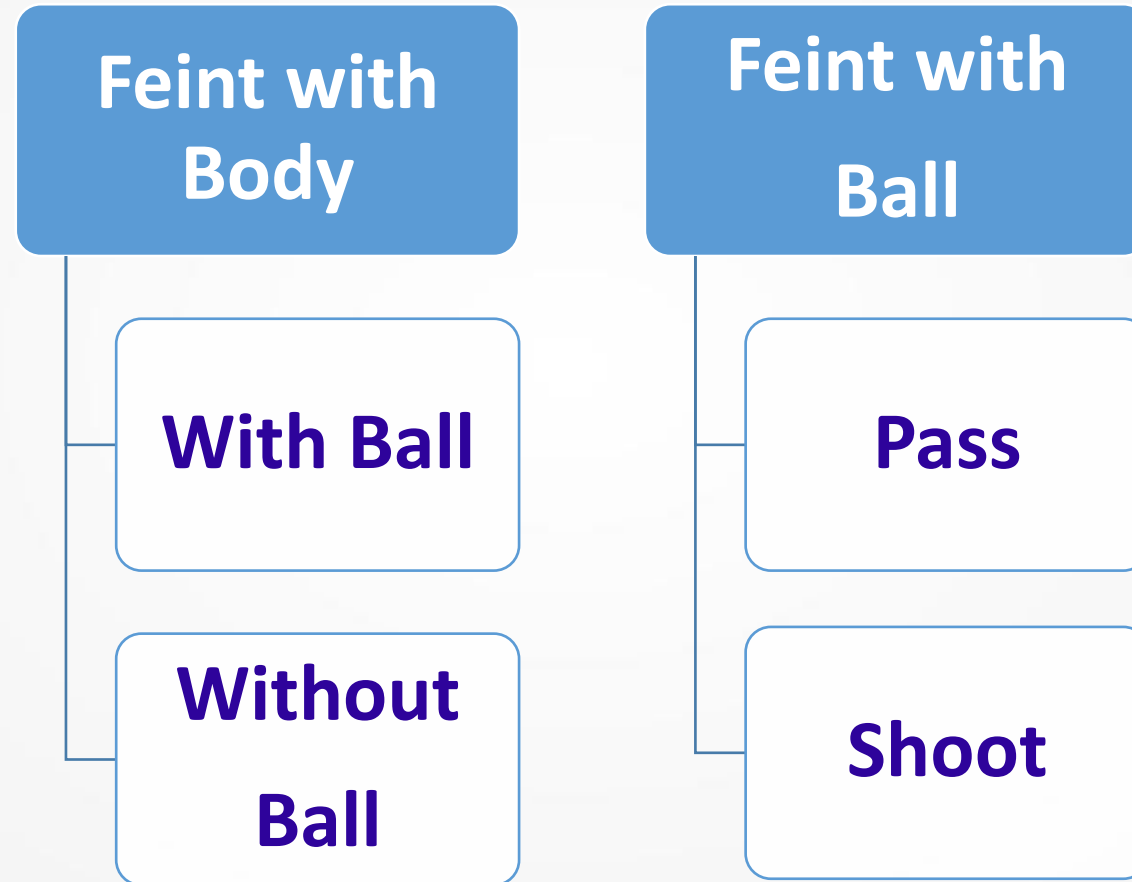 Feint with
Body
With Ball
Without
Ball
Feint with
Ball
Pass
Shoot